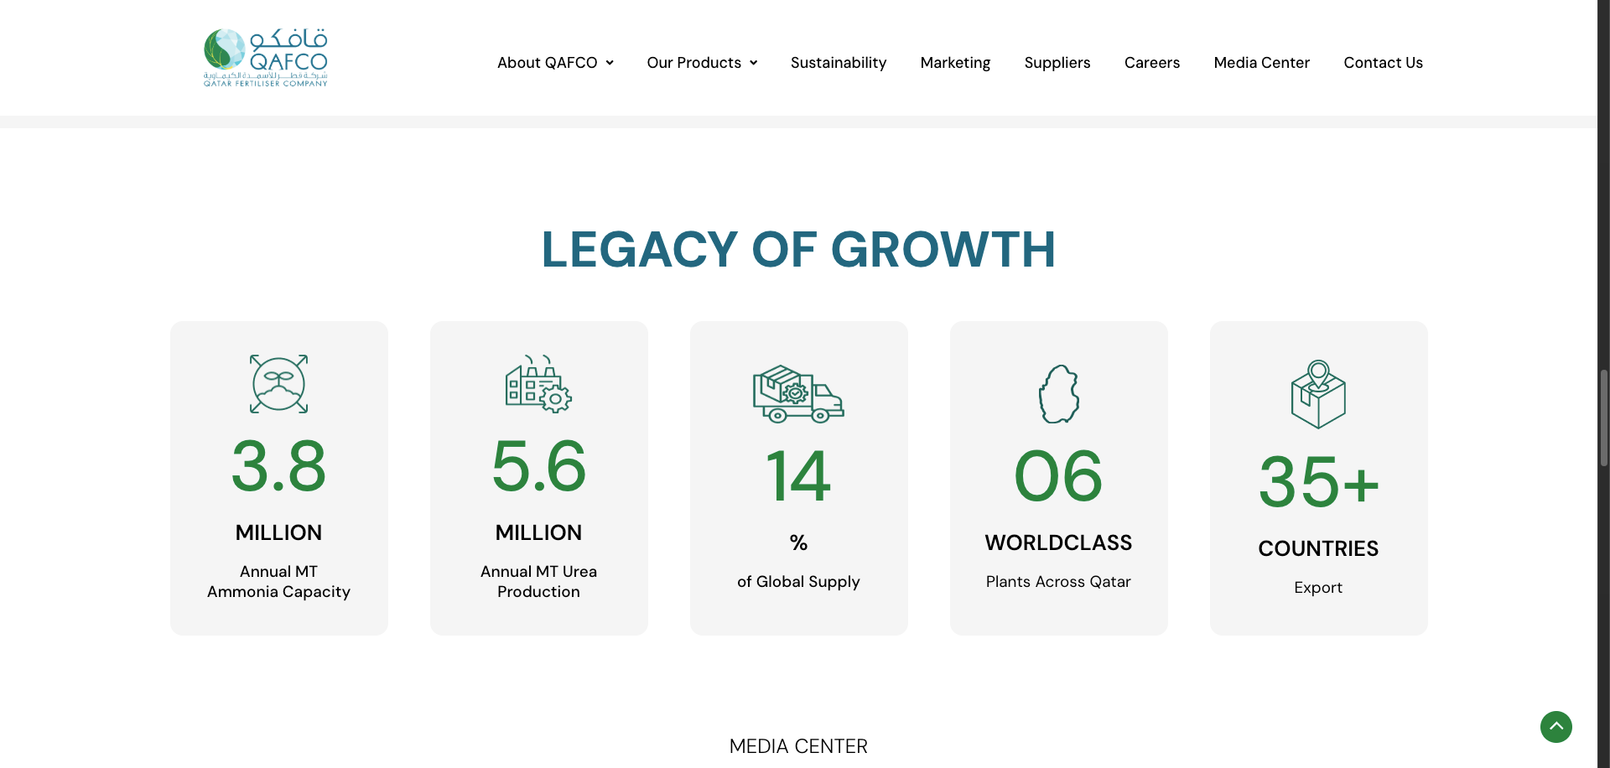 قافكو
QAFCO
شركة قطر للأسمدة الكيماوية
QATAR FERTILISER COMPANY
About QAFCO
Our Products
Sustainability
Marketing
Suppliers
Careers
Media Center
Contact Us
LEGACY OF GROWTH
3.8
MILLION
Annual MT
Ammonia Capacity
5.6
MILLION
Annual MT Urea
Production
14
%
of Global Supply
06
WORLDCLASS
Plants Across Qatar
35+
COUNTRIES
Export
MEDIA CENTER